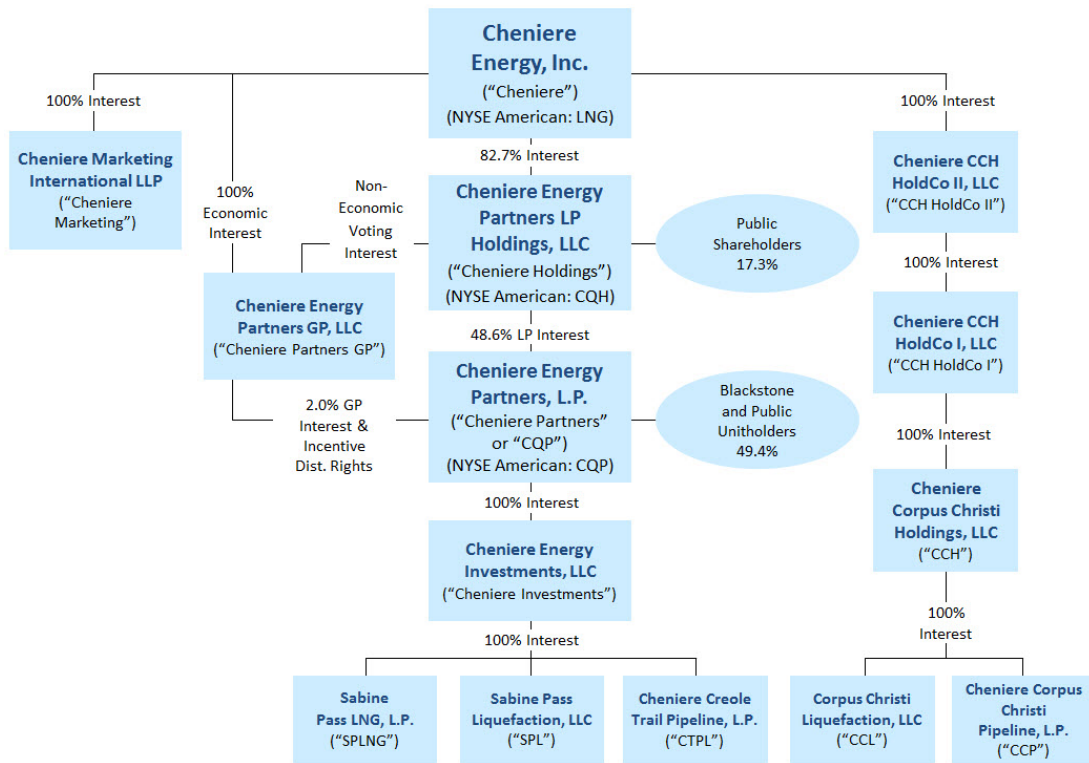 Cheniere
Energy, Inc.
(“Cheniere”)
(NYSE American: LNG)
100% Interest
82.7% Interest
100% Interest
Cheniere Marketing
International LLP
(“Cheniere
Marketing”)
100%
Economic
Interest
Non-
Economic
Voting
Interest
Cheniere Energy
Partners LP
Holdings, LLC
(“Cheniere Holdings”)
(NYSE American: CQH)
Public
Shareholders
17.3%
Cheniere CCH
HoldCo II, LLC
(“CCH HoldCo II”)
100% Interest
Cheniere Energy
Partners GP, LLC
(“Cheniere Partners GP”)
48.6% LP Interest
Cheniere CCH
HoldCo I, LLC
(“CCH HoldCo I”)
2.0% GP
Interest &
Incentive
Dist. Rights
Cheniere Energy
Partners, L.P.
(“Cheniere Partners”
or “CQP”)
(NYSE American: CQP)
Blackstone
and Public
Unitholders
49.4%
100% Interest
100% Interest
Cheniere Energy
Investments, LLC
(“Cheniere Investments”)
Cheniere
Corpus Christi
Holdings, LLC
(“CCH”)
100% Interest
100%
Interest
Sabine
Pass LNG, L.P.
(“SPLNG”)
Sabine Pass
Liquefaction, LLC
(“SPL”)
Cheniere Creole
Trail Pipeline, L.P.
(“CTPL”)
Corpus Christi
Liquefaction, LLC
(“CCL”)
Cheniere Corpus
Christi
Pipeline, L.P.
(“CCP”)